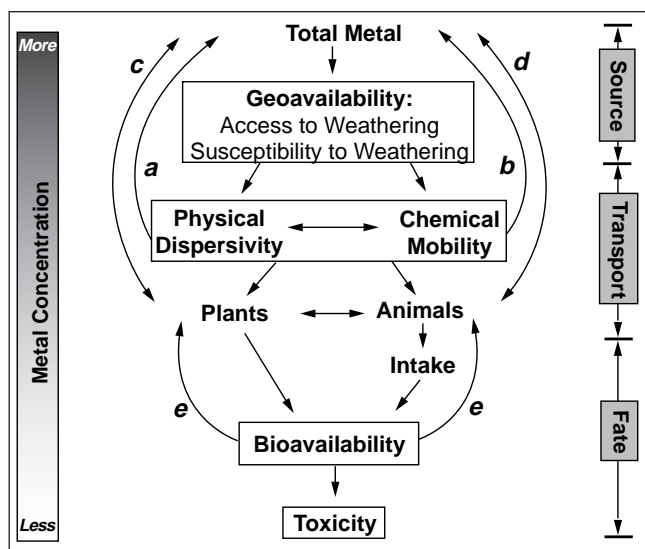 More
Metal Concentration
Less
Total Metal
c
d
Geoavailability:
Access to Weathering
Susceptibility to Weathering
a
b
Physical
Dispersivity
Chemical
Mobility
Plants
Animals
Intake
e
e
Bioavailability
Toxicity
Source
Transport
Fate